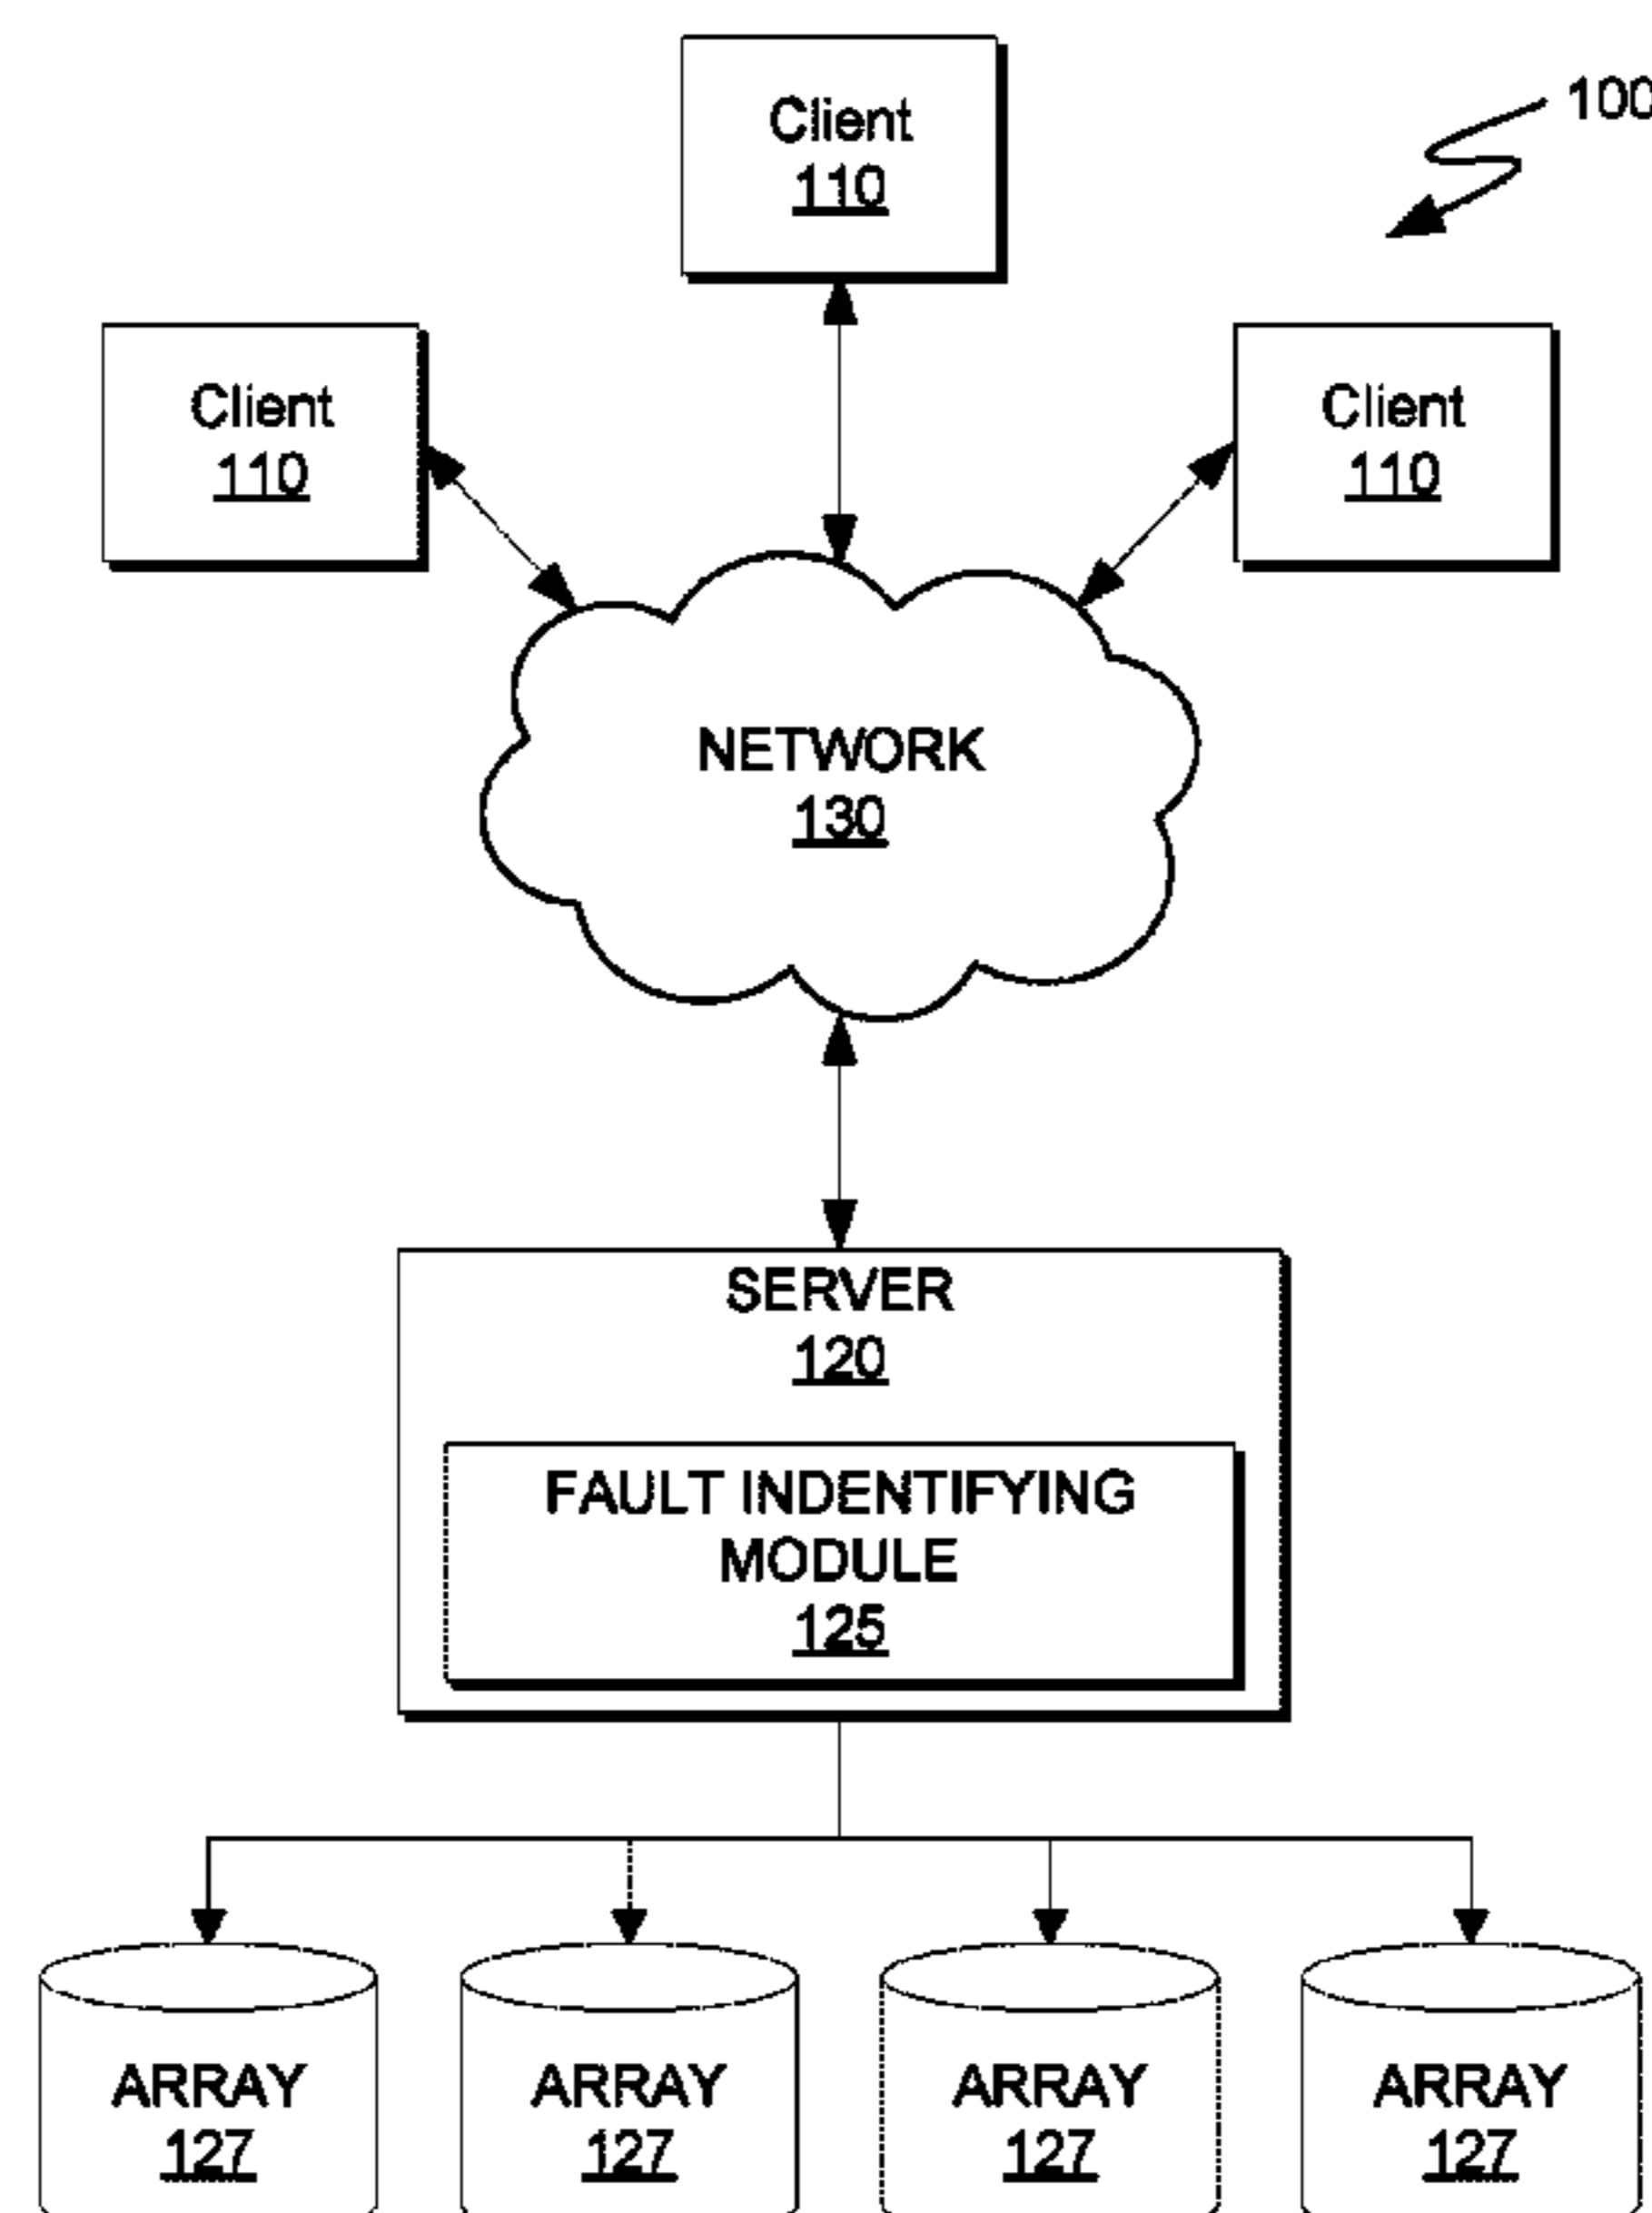 Client
110
100
Client
110
Client
110
NETWORK
130
SERVER
120
FAULT INDENTIFYING
MODULE
125
ARRAY
127
ARRAY
127
ARRAY
127
ARRAY
127